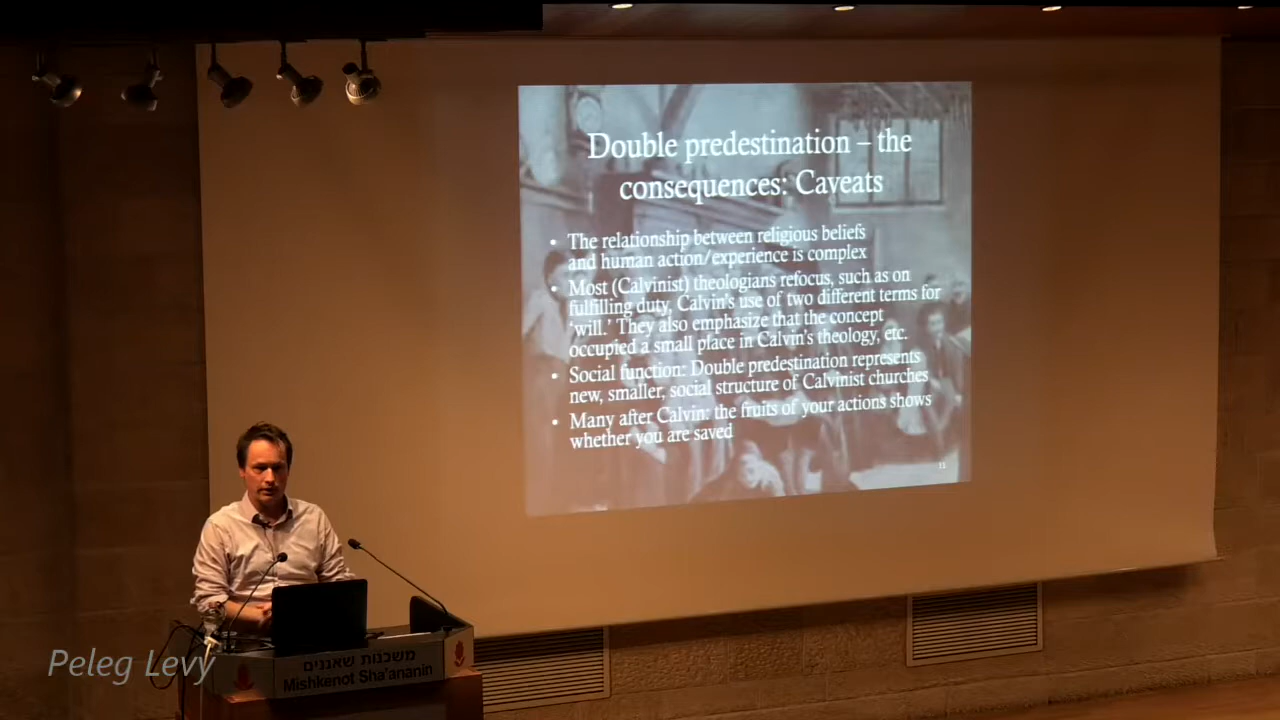 Double predestination – the
consequences: Caveats
• The relationship between religious beliefs
and human action/experience is complex
• Most (Calvinist) theologians refocus, such as on
fulfilling duty, Calvin's use of two different terms for
'will.' They also emphasize that the concept
occupied a small place in Calvin's theology, etc.
• Social function: Double predestination represents
new, smaller, social structure of Calvinist churches
• Many after Calvin: the fruits of your actions shows
whether you are saved
11
משכנות שאננים
Mishkenot Sha'ananim
Peleg Levy